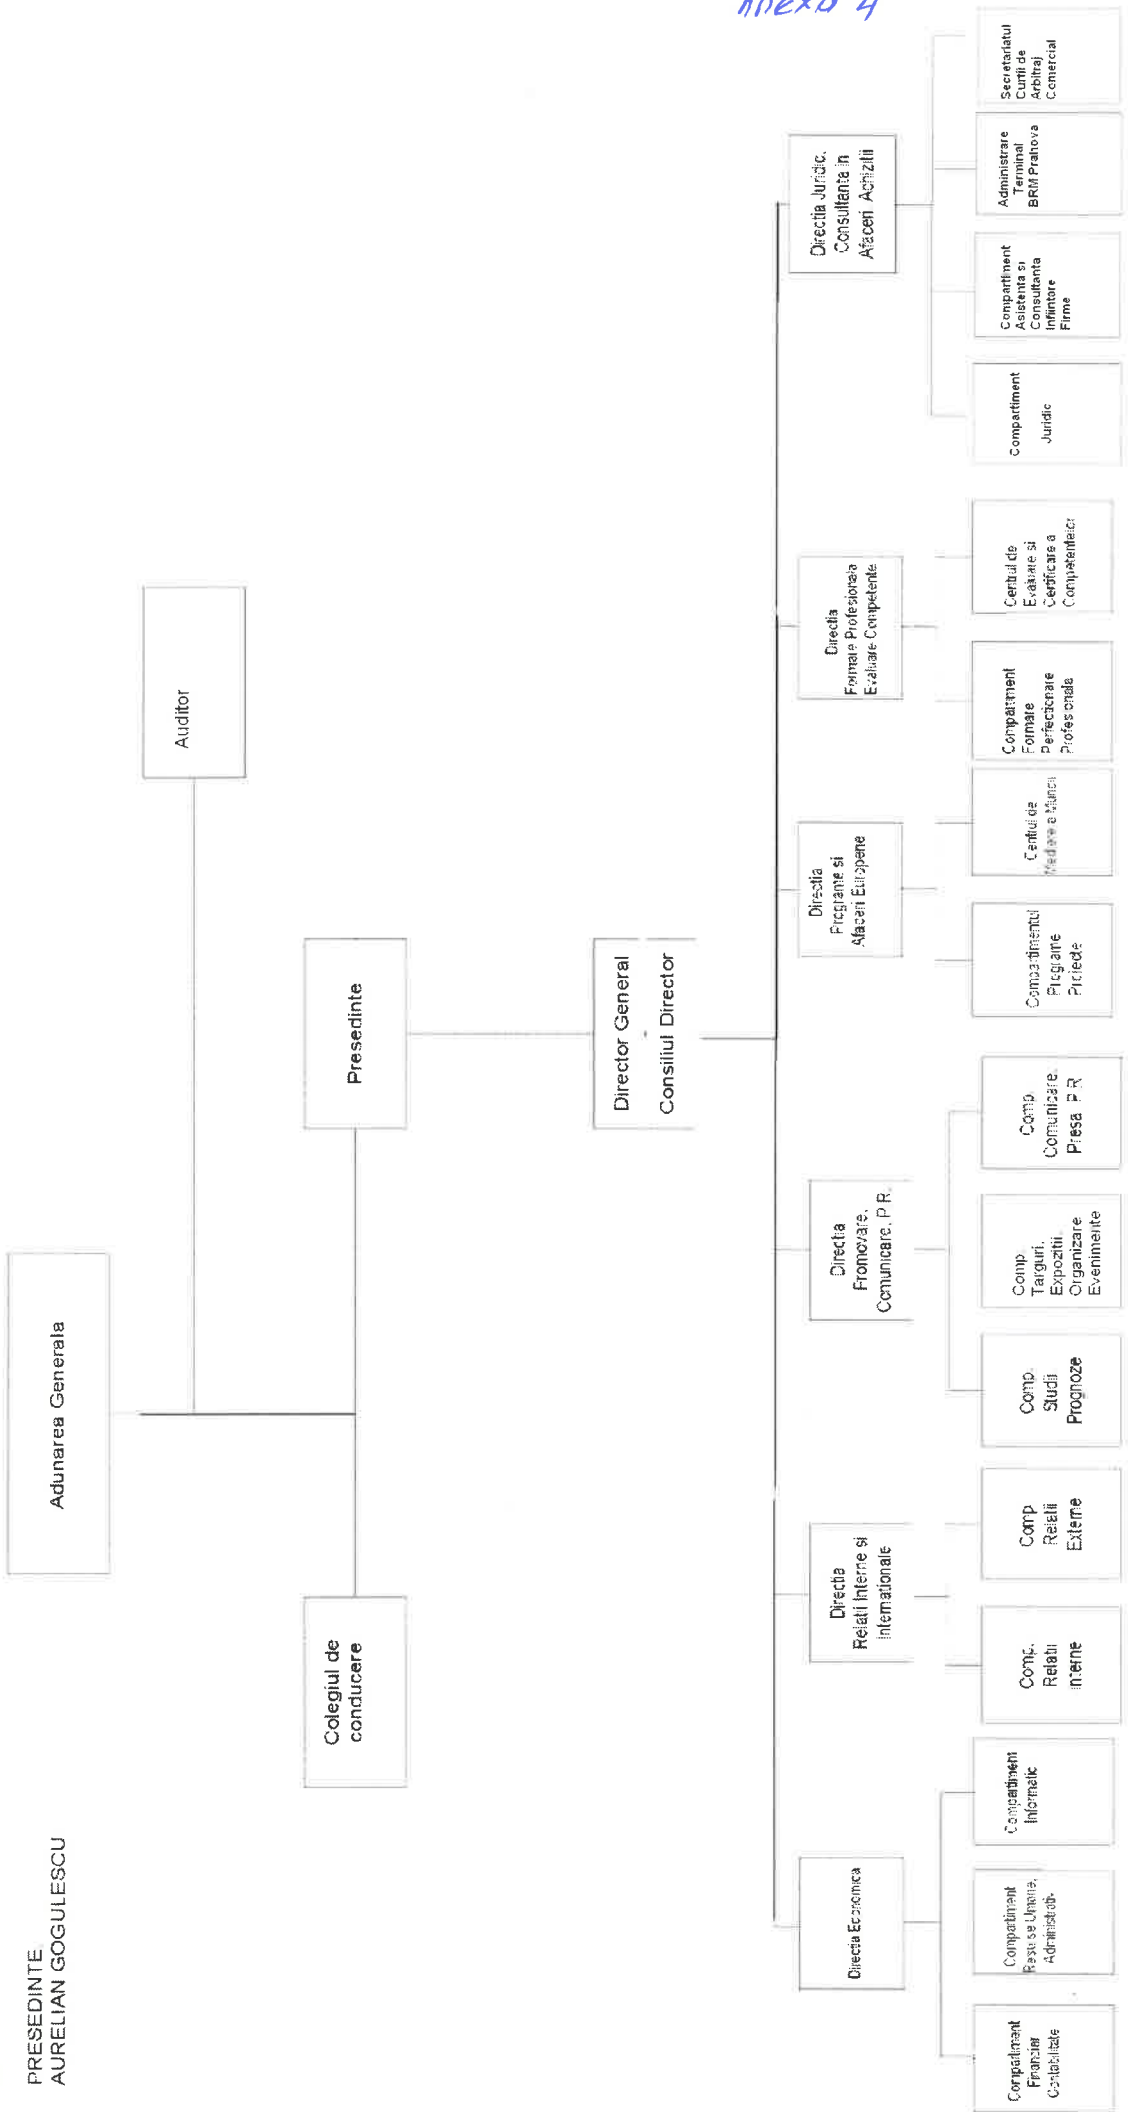 Anexa 4
PRESEDINTE,
AURELIAN GOGULESCU
Adunarea Generala
Auditor
Colegiul de
conducere
Presedinte
Director General
-
Consiliul Director
Directia Economica
Directia
Relatii Interne si
Internationale
Directia
Promovare,
Comunicare, P.R.
Directia
Programe si
Afaceri Europene
Directia
Formare Profesionala
Evaluare Competente
Directia Juridic,
Consultanta in
Afaceri, Achizitii
Compartiment
Financiar
Contabilitate
Compartiment
Resurse Umane,
Administrativ
Compartiment
Informatic
Comp.
Relatii
Interne
Comp
Relatii
Externe
Comp.
Studii
Prognoze
Comp.
Targuri,
Expozitii,
Organizare
Evenimente
Comp.
Comunicare,
Presa P.R
Compartimentul
Programe
Proiecte
Centrul de
Mediere a Muncii
Compartiment
Formare
Perfectionare
Profesionala
Centrul de
Evaluare si
Certificare a
Competentelor
Compartiment
Juridic
Compartiment
Asistenta si
Consultanta
Infiintare
Firme
Administrare
Terminal
BRM Prahova
Secretariatul
Curtii de
Arbitraj
Comercial